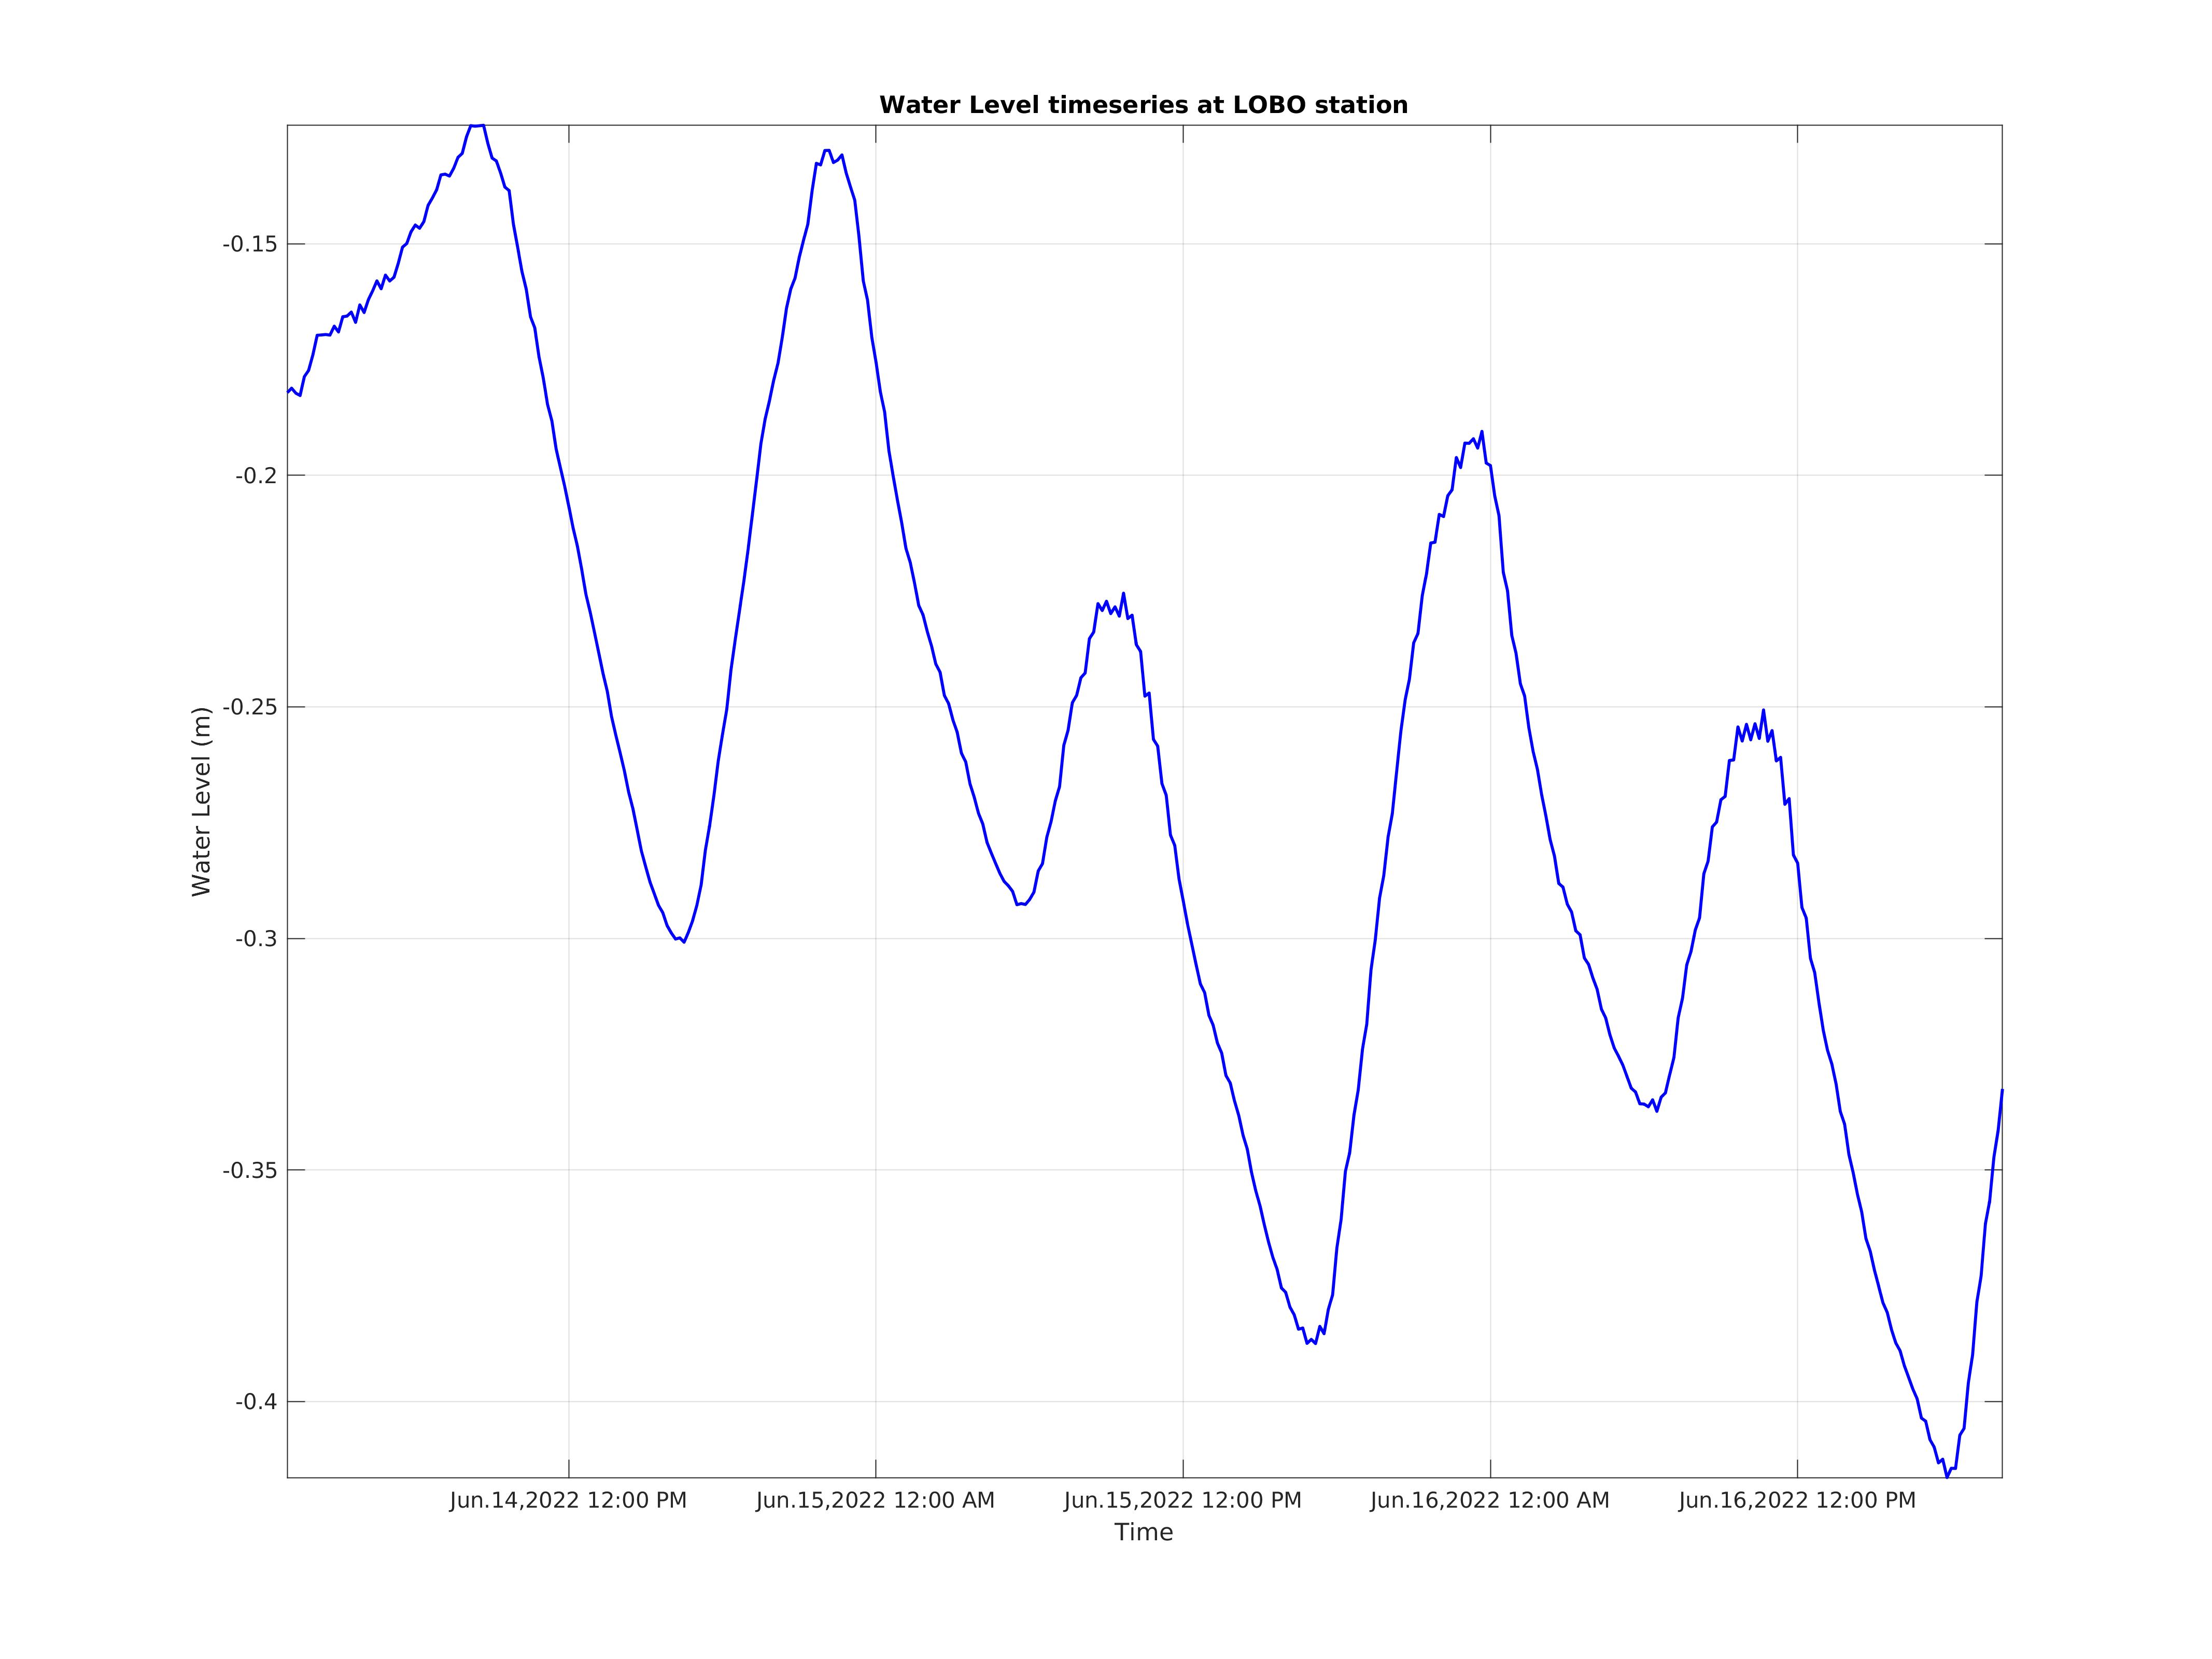 Water Level timeseries at LOBO station
-0.15
-0.2
-0.25
-0.3
-0.35
-0.4
Water Level (m)
Jun.14,2022 12:00 PM
Jun.15,2022 12:00 AM
Jun.15,2022 12:00 PM
Jun.16,2022 12:00 AM
Jun.16,2022 12:00 PM
Time